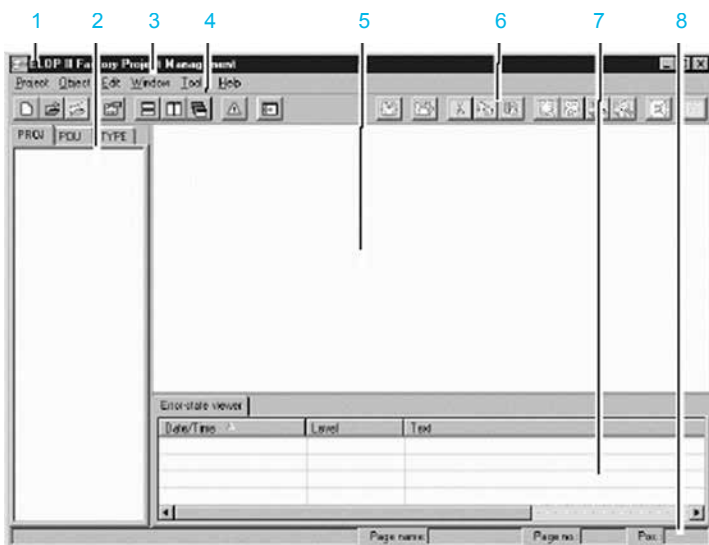 1 2 3 4 5 6 7 8
ELOP II Factory Project Management
Project Object Edit Window Tool Help
PROJ POU TYPE
Error-state viewer
Date/Time Level Text
Page name: Page no.: Pos.: